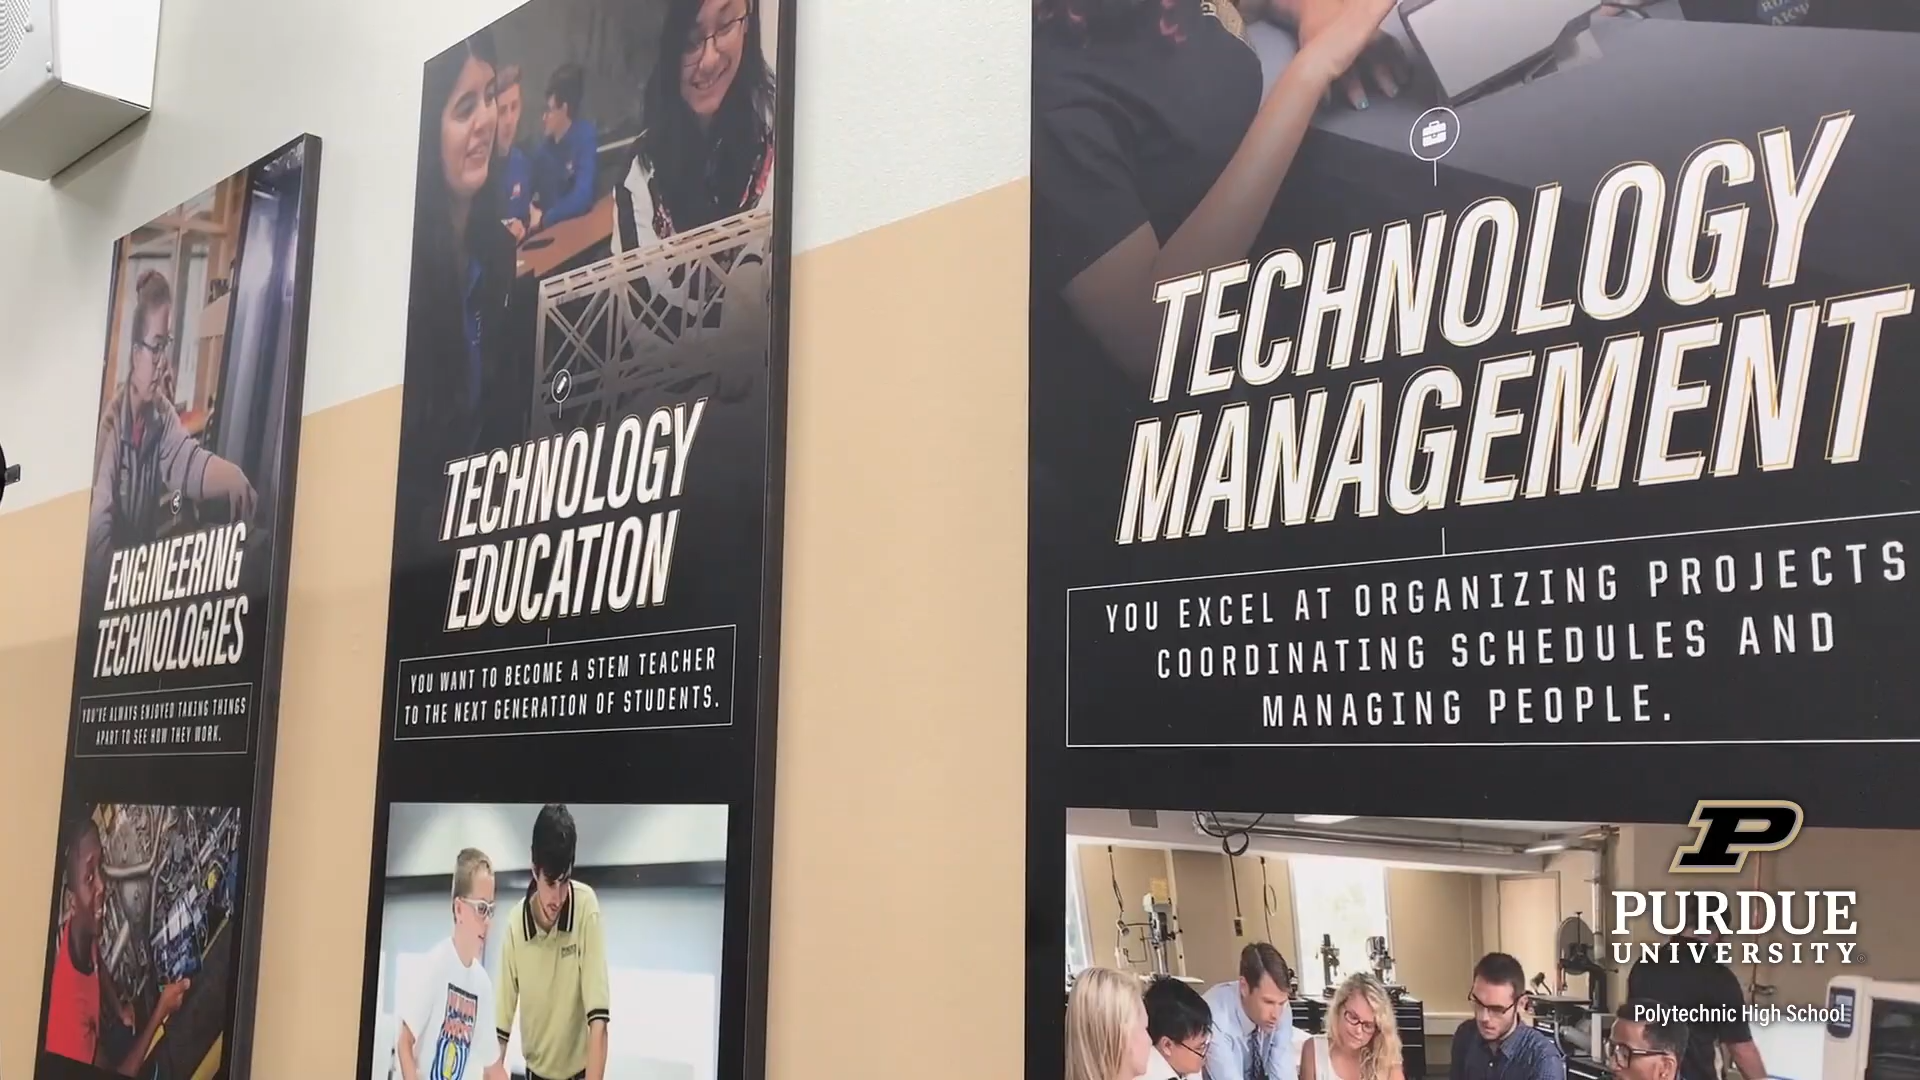 ENGINEERING
TECHNOLOGIES
YOU'VE ALWAYS ENJOYED TAKING THINGS
APART TO SEE HOW THEY WORK.
TECHNOLOGY
EDUCATION
YOU WANT TO BECOME A STEM TEACHER
TO THE NEXT GENERATION OF STUDENTS.
TECHNOLOGY
MANAGEMENT
YOU EXCEL AT ORGANIZING PROJECTS
COORDINATING SCHEDULES AND
MANAGING PEOPLE.
P
PURDUE
UNIVERSITY®
Polytechnic High School